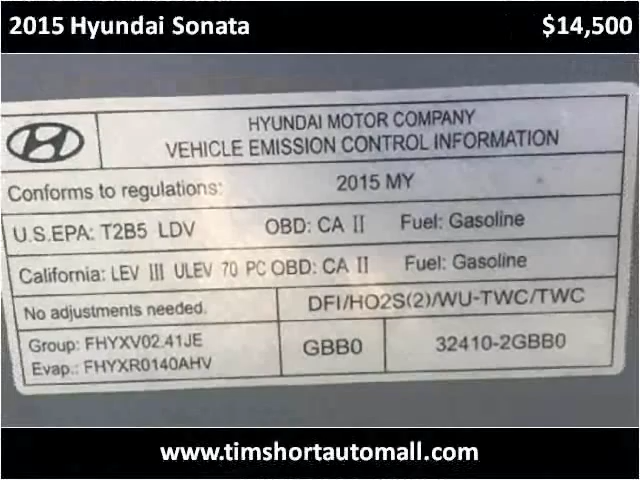 2015 Hyundai Sonata $14,500
HYUNDAI MOTOR COMPANY
VEHICLE EMISSION CONTROL INFORMATION
Conforms to regulations: 2015 MY
U.S.EPA: T2B5 LDV OBD: CA II Fuel: Gasoline
California: LEV III ULEV 70 PC OBD: CA II Fuel: Gasoline
No adjustments needed. DFI/HO2S(2)/WU-TWC/TWC
Group: FHYXV02.41JE
Evap.: FHYXR0140AHV
GBB0 32410-2GBB0
www.timshortautomall.com